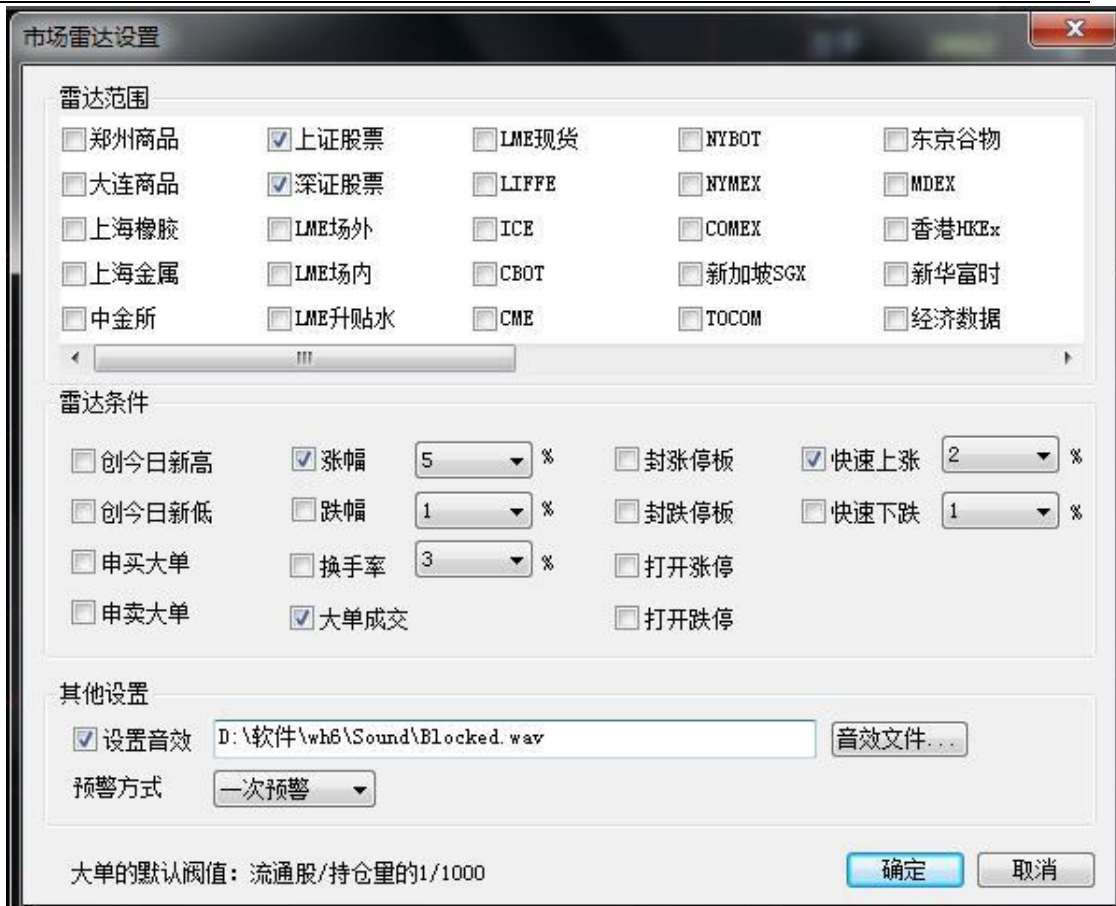 市场雷达设置
雷达范围
郑州商品 上证股票 LME现货 NYBOT 东京谷物
大连商品 深证股票 LIFFE NYMEX MDEX
上海橡胶 LME场外 ICE COMEX 香港HKEx
上海金属 LME场内 CBOT 新加坡SGX 新华富时
中金所 LME升贴水 CME TOCOM 经济数据
雷达条件
创今日新高 涨幅 5 % 封涨停板 快速上涨 2 %
创今日新低 跌幅 1 % 封跌停板 快速下跌 1 %
申买大单 换手率 3 % 打开涨停
申卖大单 大单成交 打开跌停
其他设置
设置音效 D:\软件\wh6\Sound\Blocked.wav 音效文件...
预警方式 一次预警
大单的默认阀值：流通股/持仓量的1/1000 确定 取消